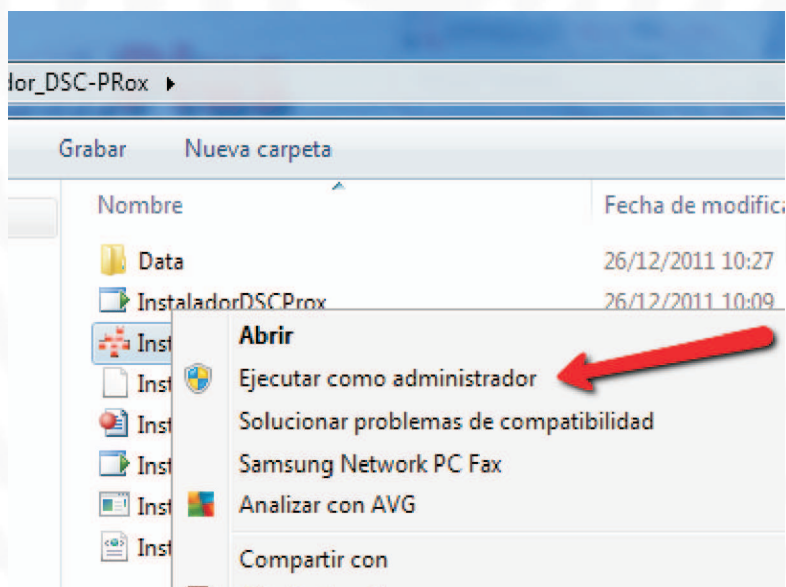 dor_DSC-PRox
Grabar Nueva carpeta
Nombre Fecha de modifica
Data 26/12/2011 10:27
InstaladorDSCProx 26/12/2011 10:09
Inst
Abrir
Inst
Ejecutar como administrador
Inst
Solucionar problemas de compatibilidad
Inst
Samsung Network PC Fax
Inst
Analizar con AVG
Inst
Compartir con